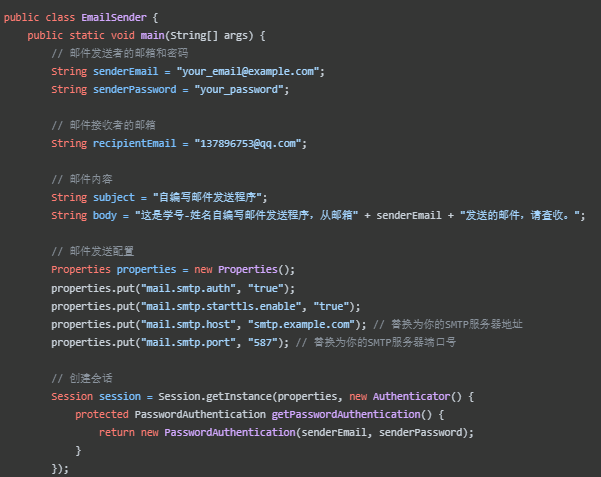 public class EmailSender {
public static void main(String[] args) {
// 邮件发送者的邮箱和密码
String senderEmail = "your_email@example.com";
String senderPassword = "your_password";
// 邮件接收者的邮箱
String recipientEmail = "137896753@qq.com";
// 邮件内容
String subject = "自编写邮件发送程序";
String body = "这是学号-姓名自编写邮件发送程序，从邮箱" + senderEmail + "发送的邮件，请查收。";
// 邮件发送配置
Properties properties = new Properties();
properties.put("mail.smtp.auth", "true");
properties.put("mail.smtp.starttls.enable", "true");
properties.put("mail.smtp.host", "smtp.example.com"); // 替换为你的SMTP服务器地址
properties.put("mail.smtp.port", "587"); // 替换为你的SMTP服务器端口号
// 创建会话
Session session = Session.getInstance(properties, new Authenticator() {
protected PasswordAuthentication getPasswordAuthentication() {
return new PasswordAuthentication(senderEmail, senderPassword);
}
});